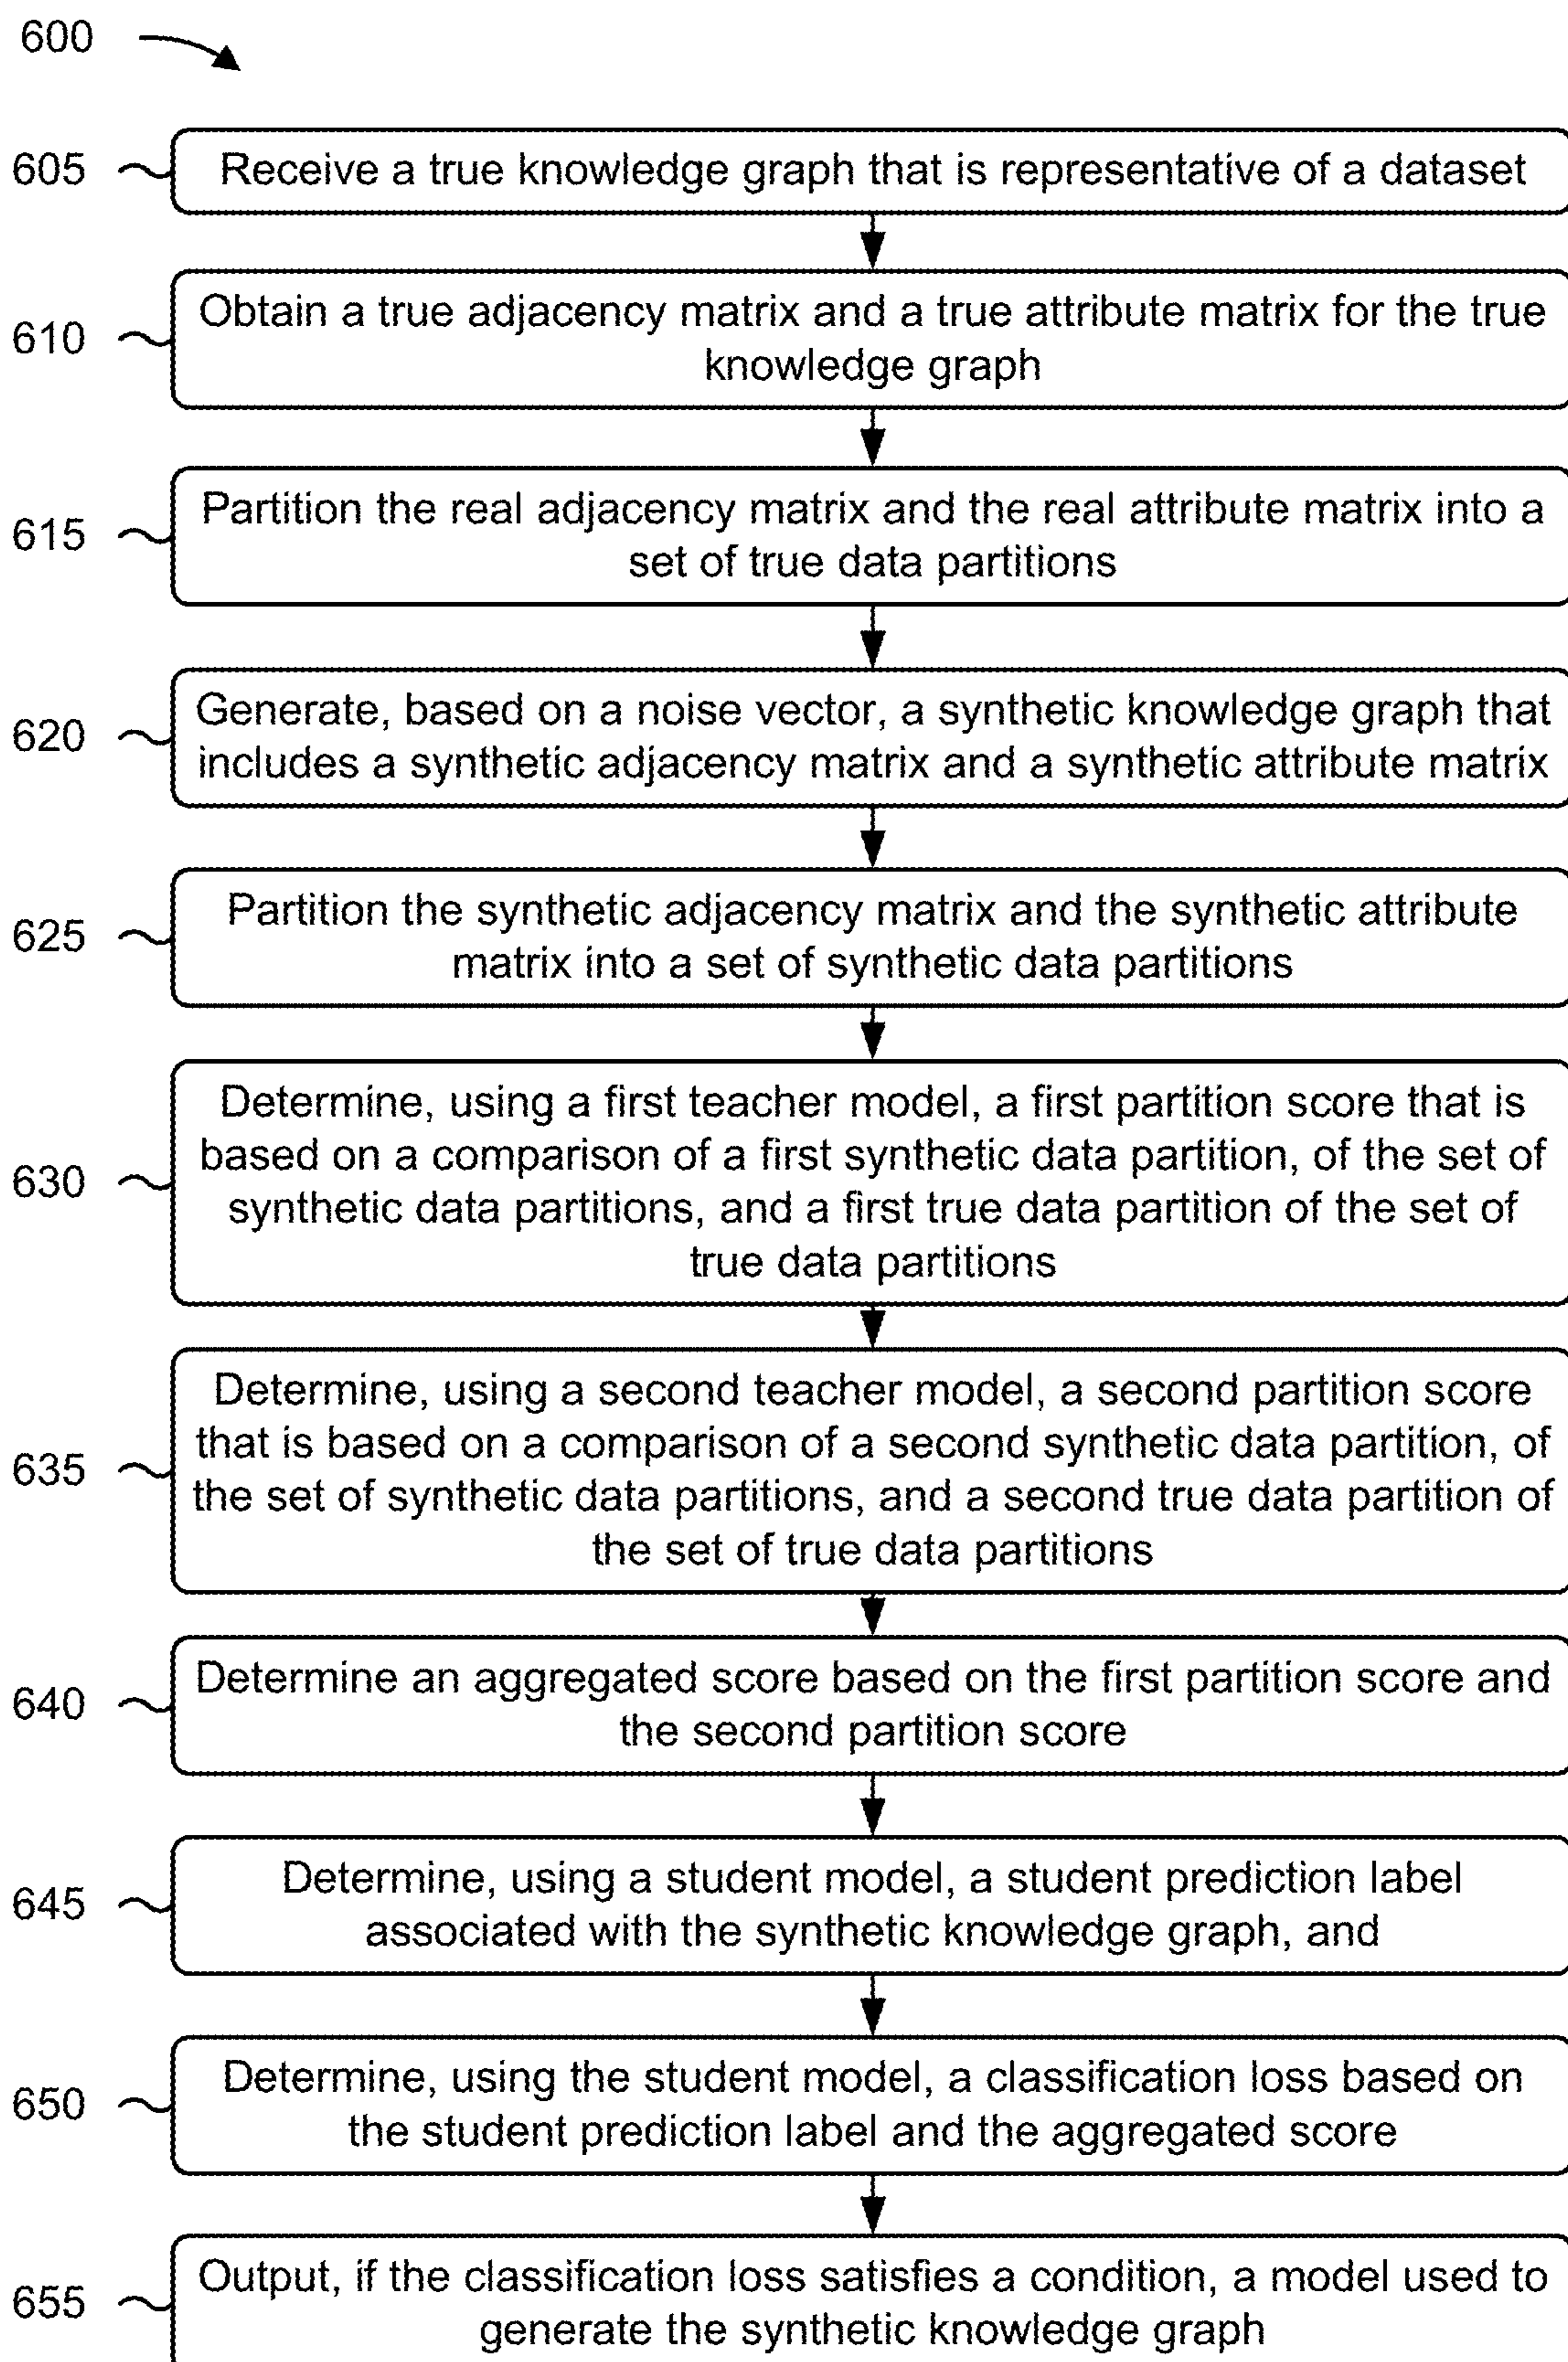 600
605
Receive a true knowledge graph that is representative of a dataset
610
Obtain a true adjacency matrix and a true attribute matrix for the true
knowledge graph
615
Partition the real adjacency matrix and the real attribute matrix into a
set of true data partitions
620
Generate, based on a noise vector, a synthetic knowledge graph that
includes a synthetic adjacency matrix and a synthetic attribute matrix
625
Partition the synthetic adjacency matrix and the synthetic attribute
matrix into a set of synthetic data partitions
630
Determine, using a first teacher model, a first partition score that is
based on a comparison of a first synthetic data partition, of the set of
synthetic data partitions, and a first true data partition of the set of
true data partitions
635
Determine, using a second teacher model, a second partition score
that is based on a comparison of a second synthetic data partition, of
the set of synthetic data partitions, and a second true data partition of
the set of true data partitions
640
Determine an aggregated score based on the first partition score and
the second partition score
645
Determine, using a student model, a student prediction label
associated with the synthetic knowledge graph, and
650
Determine, using the student model, a classification loss based on
the student prediction label and the aggregated score
655
Output, if the classification loss satisfies a condition, a model used to
generate the synthetic knowledge graph